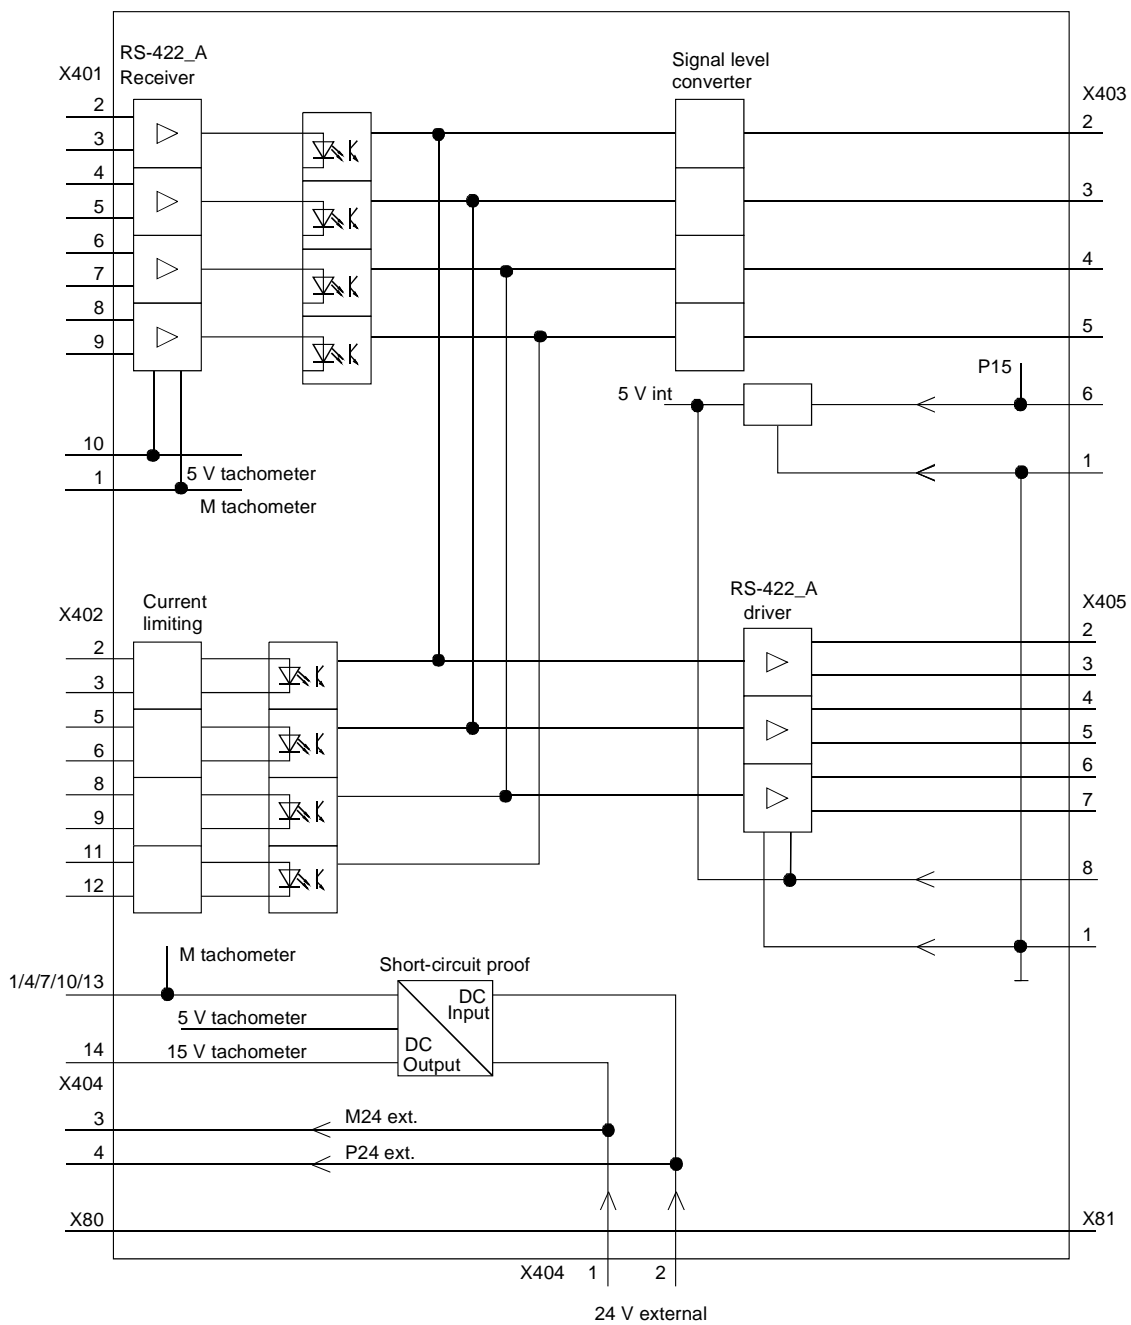 RS-422_A
Receiver
X401
2
3
4
5
6
7
8
9
10
1
5 V tachometer
M tachometer
Signal level
converter
X403
2
3
4
5
P15
5 V int
6
1
X402
Current
limiting
2
3
5
6
8
9
11
12
RS-422_A
driver
X405
2
3
4
5
6
7
8
1
M tachometer
1/4/7/10/13
Short-circuit proof
DC
Input
5 V tachometer
DC
Output
14
15 V tachometer
X404
3
M24 ext.
4
P24 ext.
X80
X81
X404 1 2
24 V external